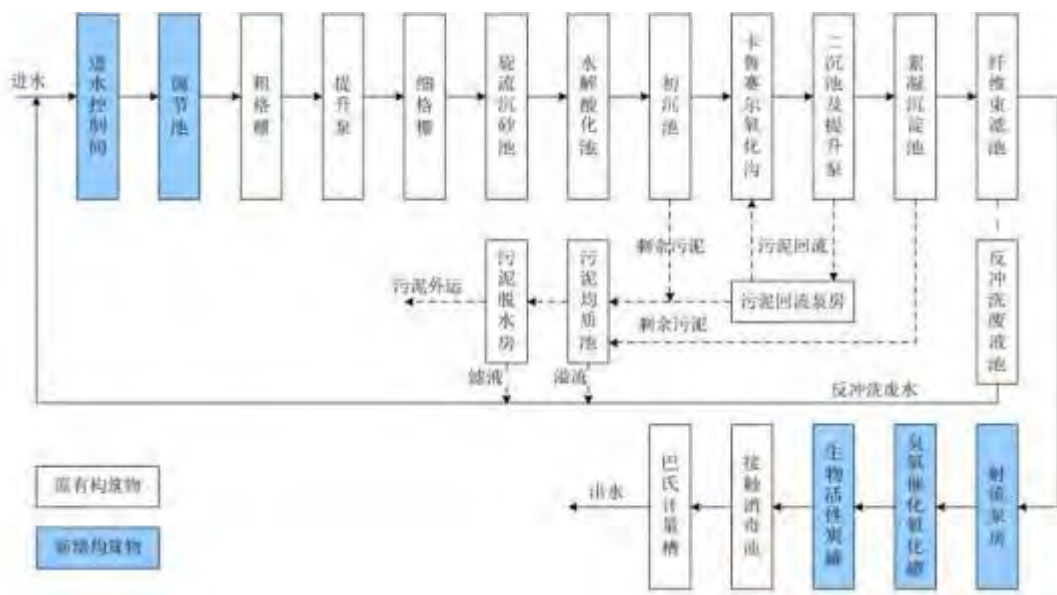 进水
进水控制间
调节池
粗格栅
提升泵
细格栅
旋流沉砂池
水解酸化池
初沉池
卡鲁赛尔氧化沟
二沉池及提升泵
絮凝沉淀池
纤维束滤池
剩余污泥
污泥回流
污泥外运
污泥脱水房
污泥均质池
污泥回流泵房
反冲洗废液池
剩余污泥
滤液
溢流
反冲洗废水
原有构筑物
新增构筑物
出水
巴氏计量槽
接触消毒池
生物活性炭罐
臭氧催化氧化罐
射流泵房